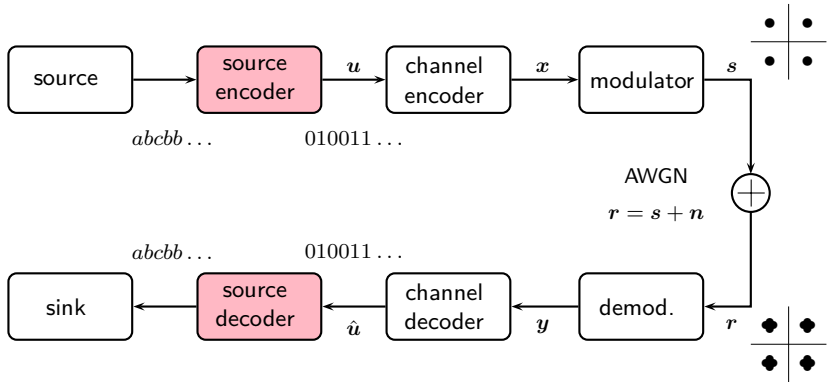 source
source
encoder
u
channel
encoder
x
modulator
s
abcbb ...
010011 ...
AWGN
r = s + n
abcbb ...
010011 ...
sink
source
decoder
û
channel
decoder
y
demod.
r